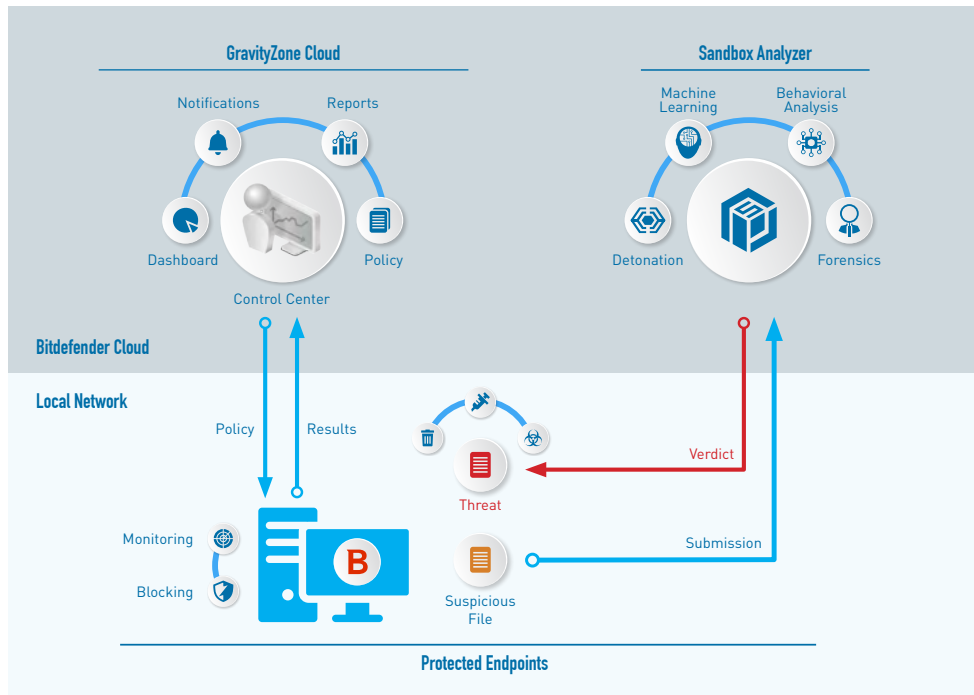 GravityZone Cloud
Sandbox Analyzer
Notifications
Reports
Machine
Learning
Behavioral
Analysis
Dashboard
Policy
Detonation
Forensics
Control Center
Bitdefender Cloud
Local Network
Policy
Results
Verdict
Threat
Monitoring
Submission
B
Blocking
Suspicious
File
Protected Endpoints